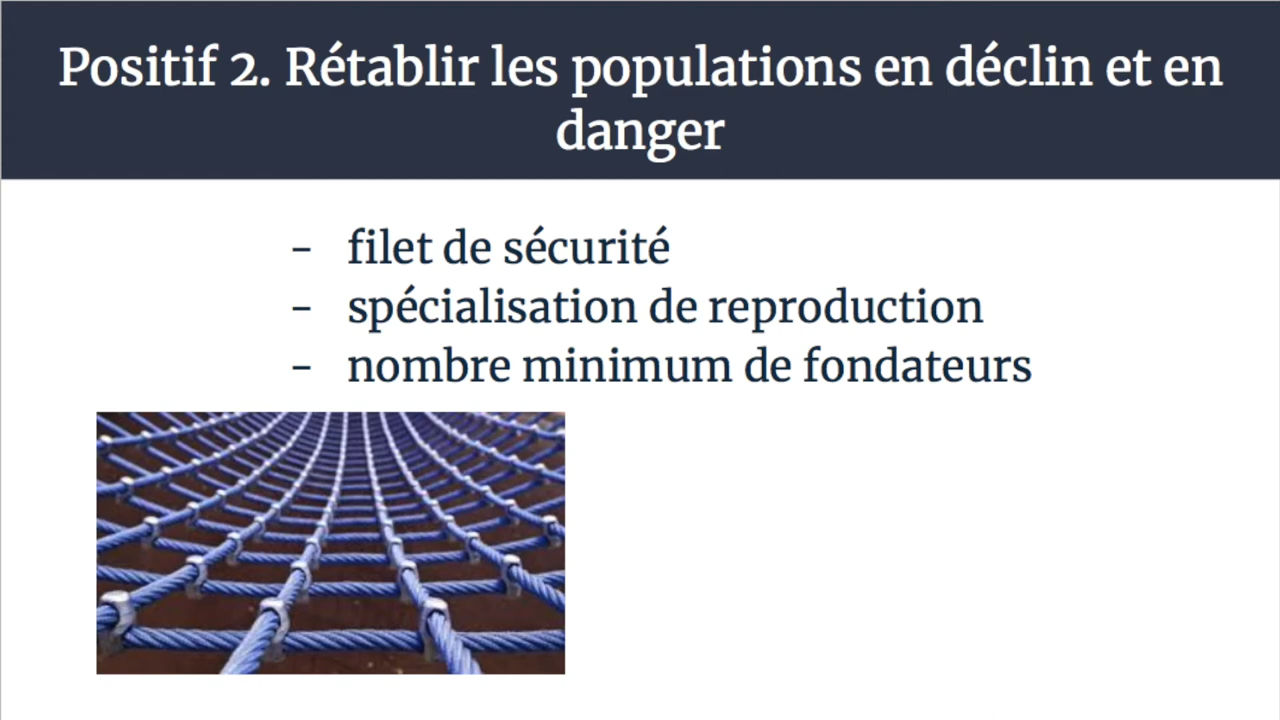 Positif 2. Rétablir les populations en déclin et en
danger
- filet de sécurité
- spécialisation de reproduction
- nombre minimum de fondateurs